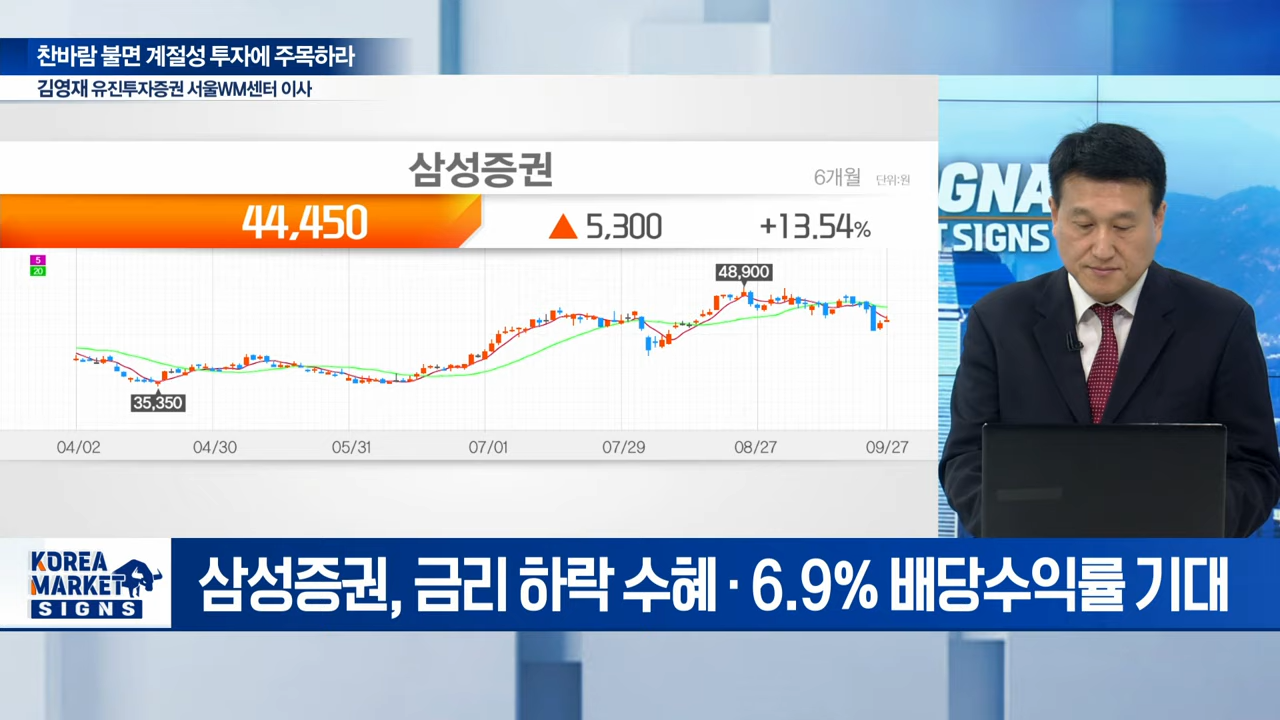 찬바람 불면 계절성 투자에 주목하라
김영재 유진투자증권 서울WM센터 이사
삼성증권
6개월 단위:원
44,450 ▲ 5,300 +13.54%
5
20
48,900
35,350
04/02 04/30 05/31 07/01 07/29 08/27 09/27
GNA
T SIGNS
KOREA
MARKET
SIGNS
삼성증권, 금리 하락 수혜·6.9% 배당수익률 기대